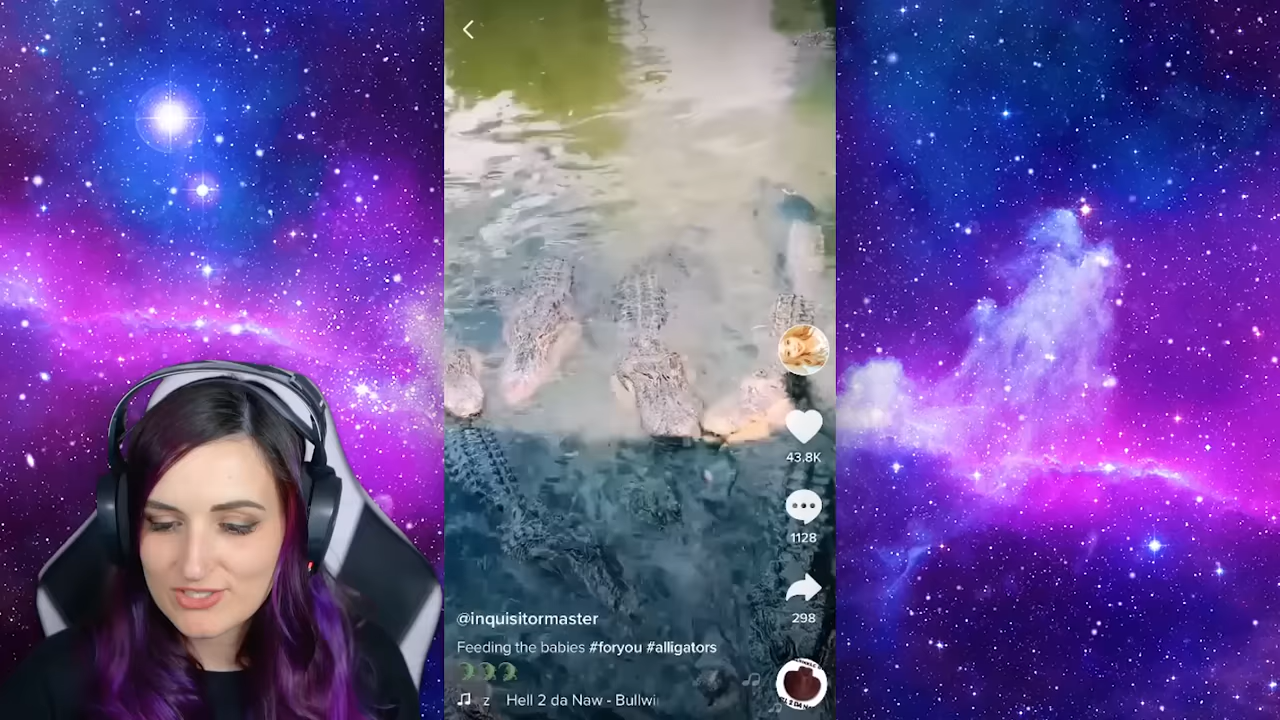 43.8K
1128
298
@inquisitormaster
Feeding the babies #foryou #alligators
z Hell 2 da Naw - Bullwi